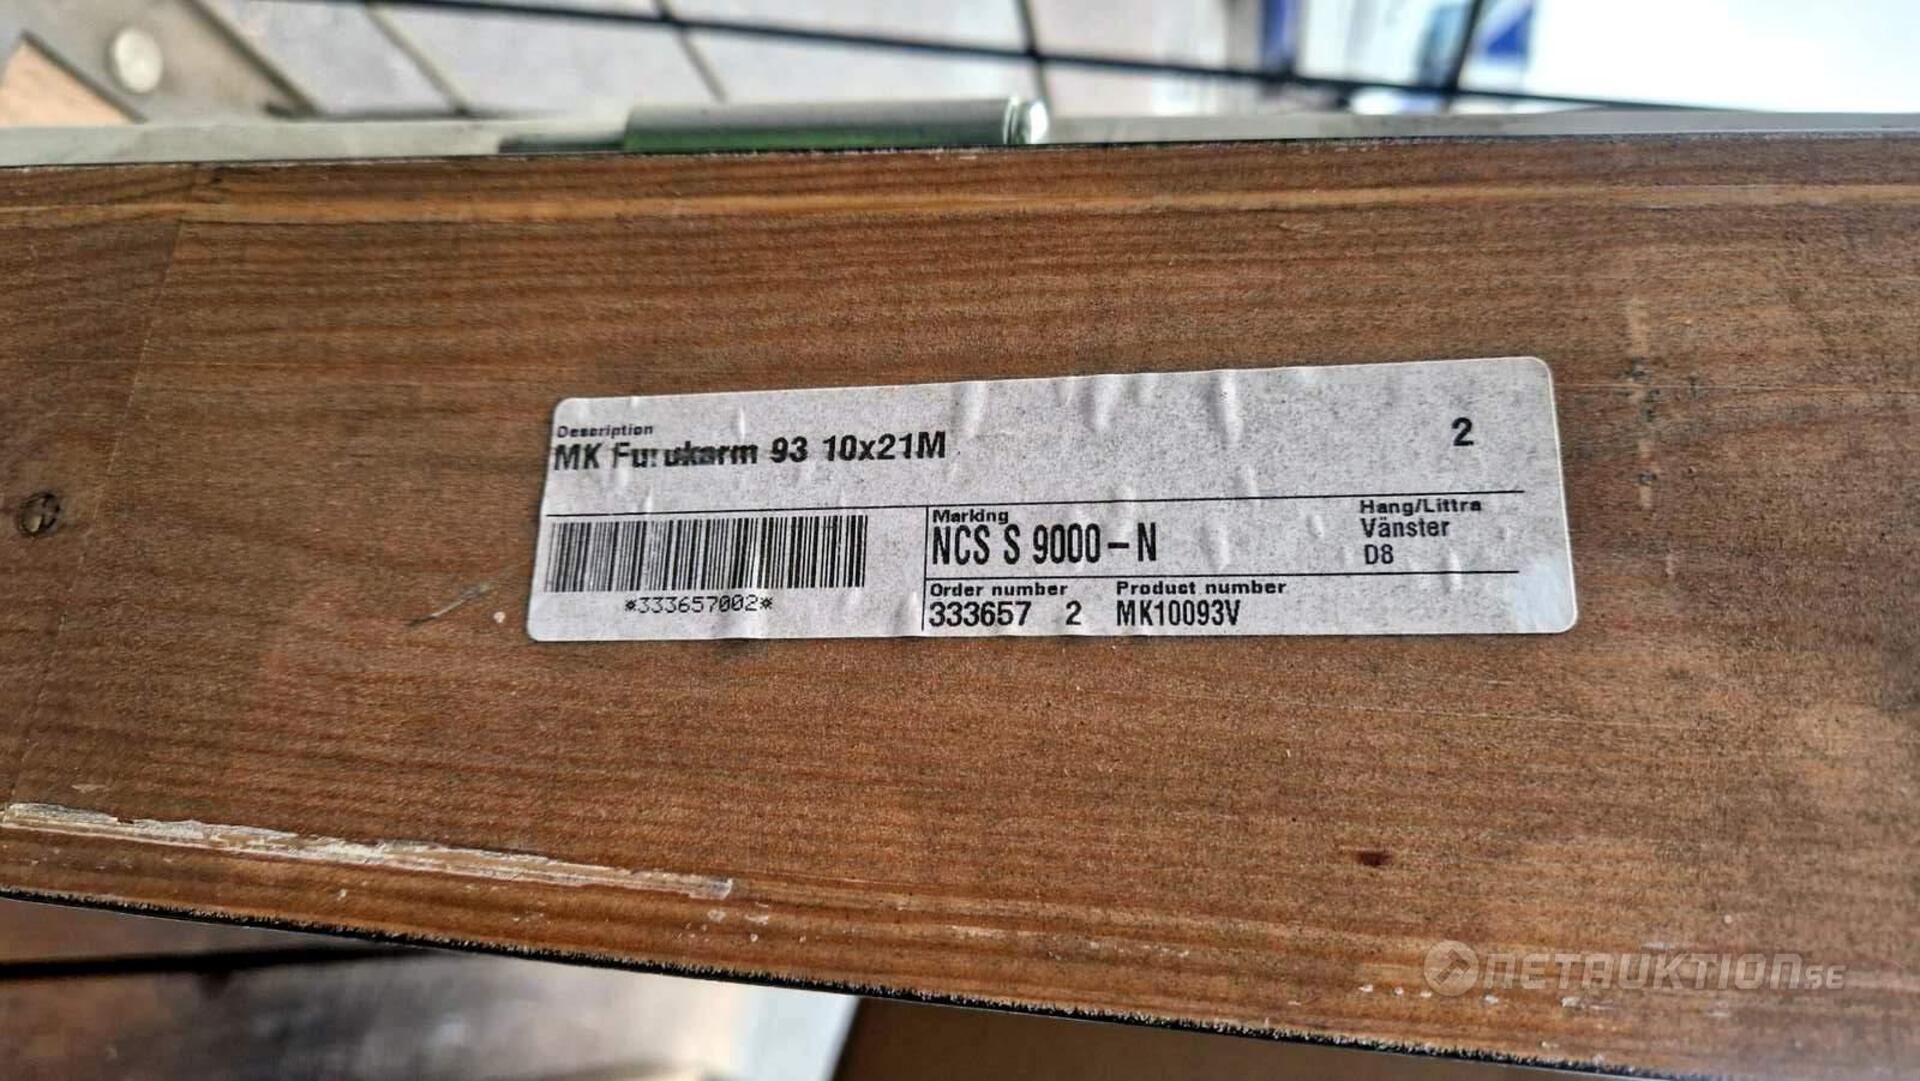 Description
MK Furukarm 93 10x21M
2
*333657002*
Marking
NCS S 9000-N
Hang/Littra
Vänster
D8
Order number
333657 2
Product number
MK10093V
NETAUKTION.SE